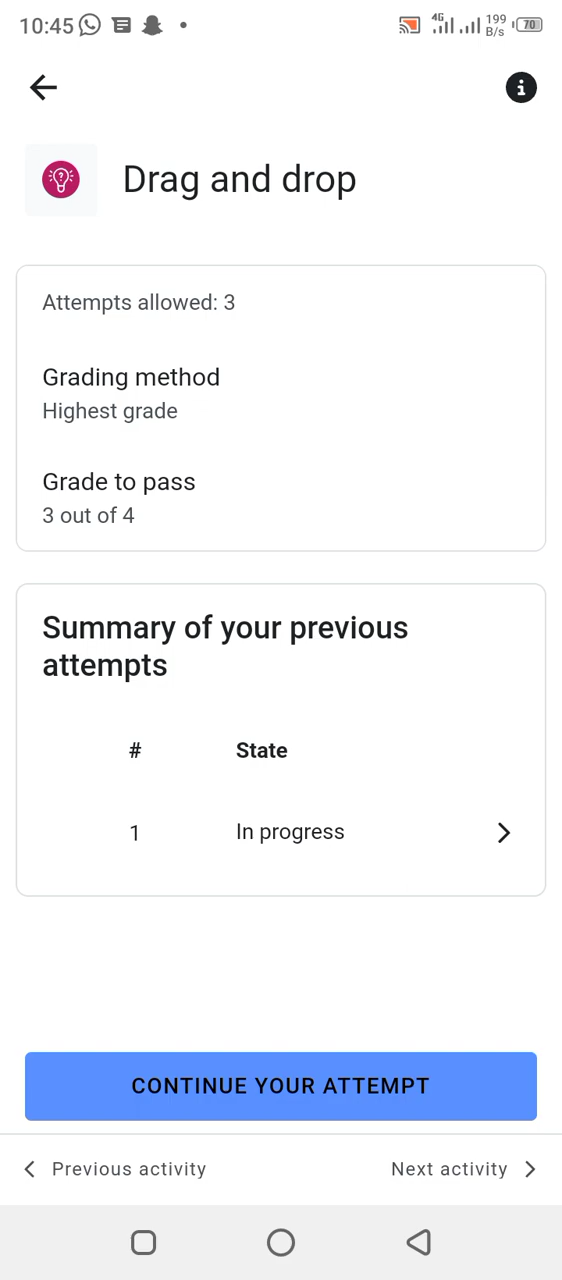 10:45 4G 199 B/s 70
Drag and drop
Attempts allowed: 3
Grading method
Highest grade
Grade to pass
3 out of 4
Summary of your previous
attempts
# State
1 In progress
CONTINUE YOUR ATTEMPT
Previous activity Next activity